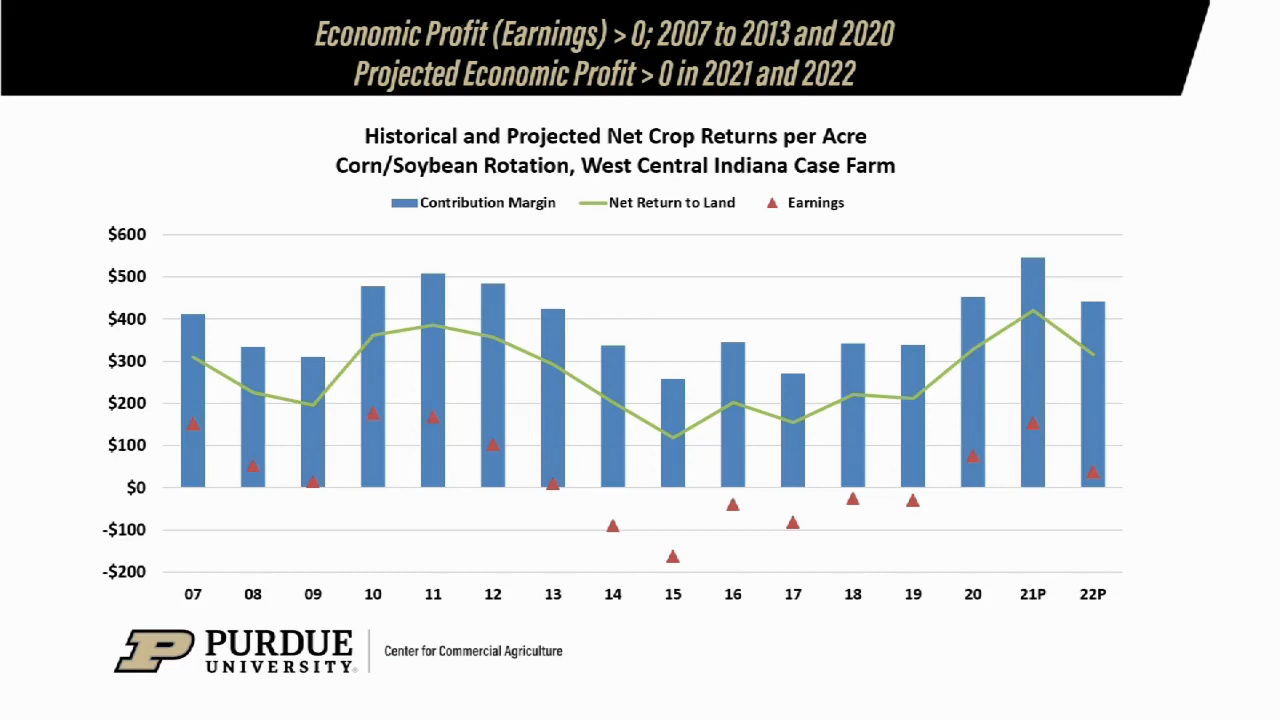 Economic Profit (Earnings) > 0; 2007 to 2013 and 2020
Projected Economic Profit > 0 in 2021 and 2022
Historical and Projected Net Crop Returns per Acre
Corn/Soybean Rotation, West Central Indiana Case Farm
Contribution Margin Net Return to Land Earnings
$600
$500
$400
$300
$200
$100
$0
-$100
-$200
07 08 09 10 11 12 13 14 15 16 17 18 19 20 21P 22P
P PURDUE
UNIVERSITY®
Center for Commercial Agriculture